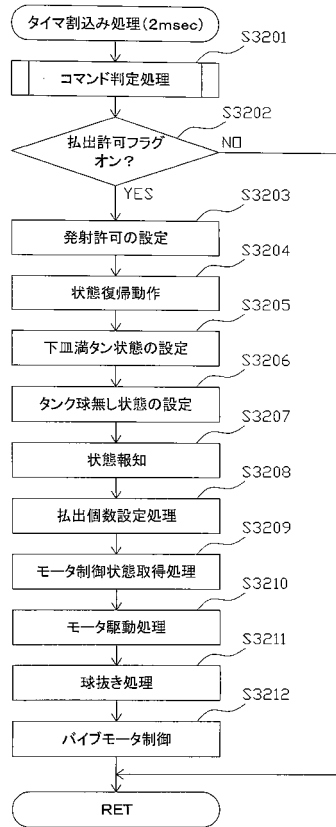 タイマ割込み処理(2msec)
S3201
コマンド判定処理
S3202
払出許可フラグ
オン?
NO
YES
S3203
発射許可の設定
S3204
状態復帰動作
S3205
下皿満タン状態の設定
S3206
タンク球無し状態の設定
S3207
状態報知
S3208
払出個数設定処理
S3209
モータ制御状態取得処理
S3210
モータ駆動処理
S3211
球抜き処理
S3212
バイブモータ制御
RET